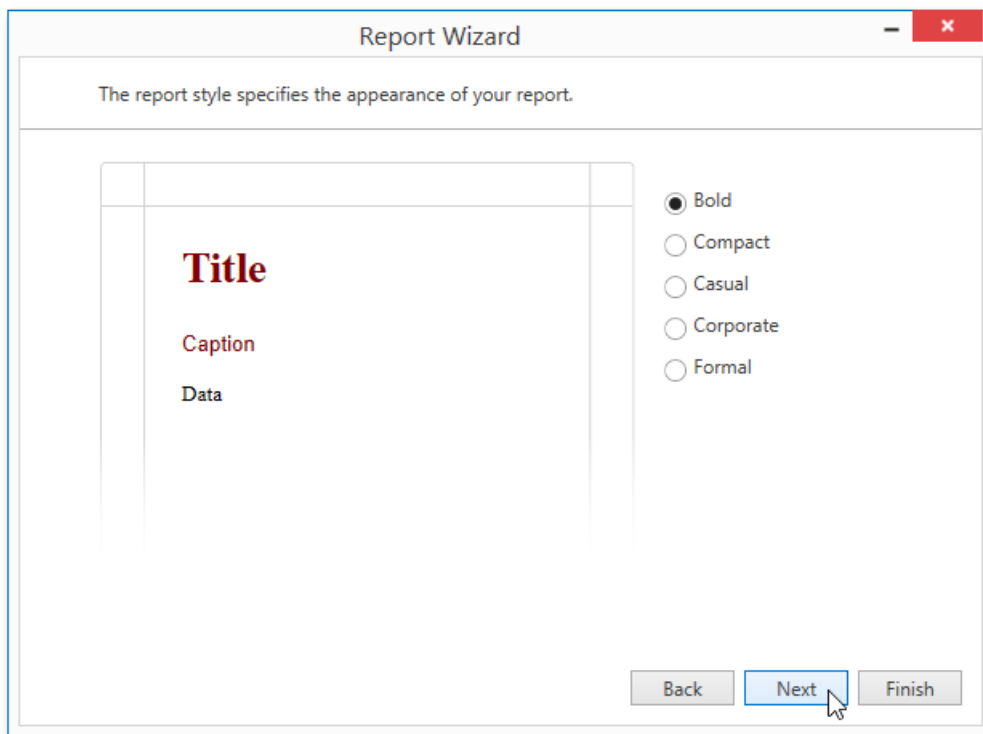 Report Wizard
The report style specifies the appearance of your report.
Title
Caption
Data
Bold
Compact
Casual
Corporate
Formal
Back
Next
Finish